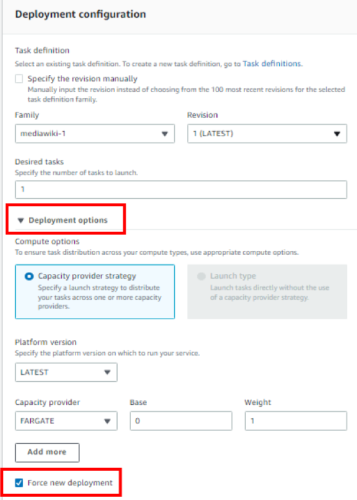 Deployment configuration
Task definition
Select an existing task definition. To create a new task definition, go to Task definitions.
Specify the revision manually
Manually input the revision instead of choosing from the 100 most recent revisions for the selected
task definition family.
Family
Revision
mediawiki-1
1 (LATEST)
Desired tasks
Specify the number of tasks to launch.
1
Deployment options
Compute options
To ensure task distribution across your compute types, use appropriate compute options.
Capacity provider strategy
Specify a launch strategy to distribute
your tasks across one or more capacity
providers.
Launch type
Launch tasks directly without the use
of a capacity provider strategy.
Platform version
Specify the platform version on which to run your service.
LATEST
Capacity provider
Base
Weight
FARGATE
0
1
Add more
Force new deployment